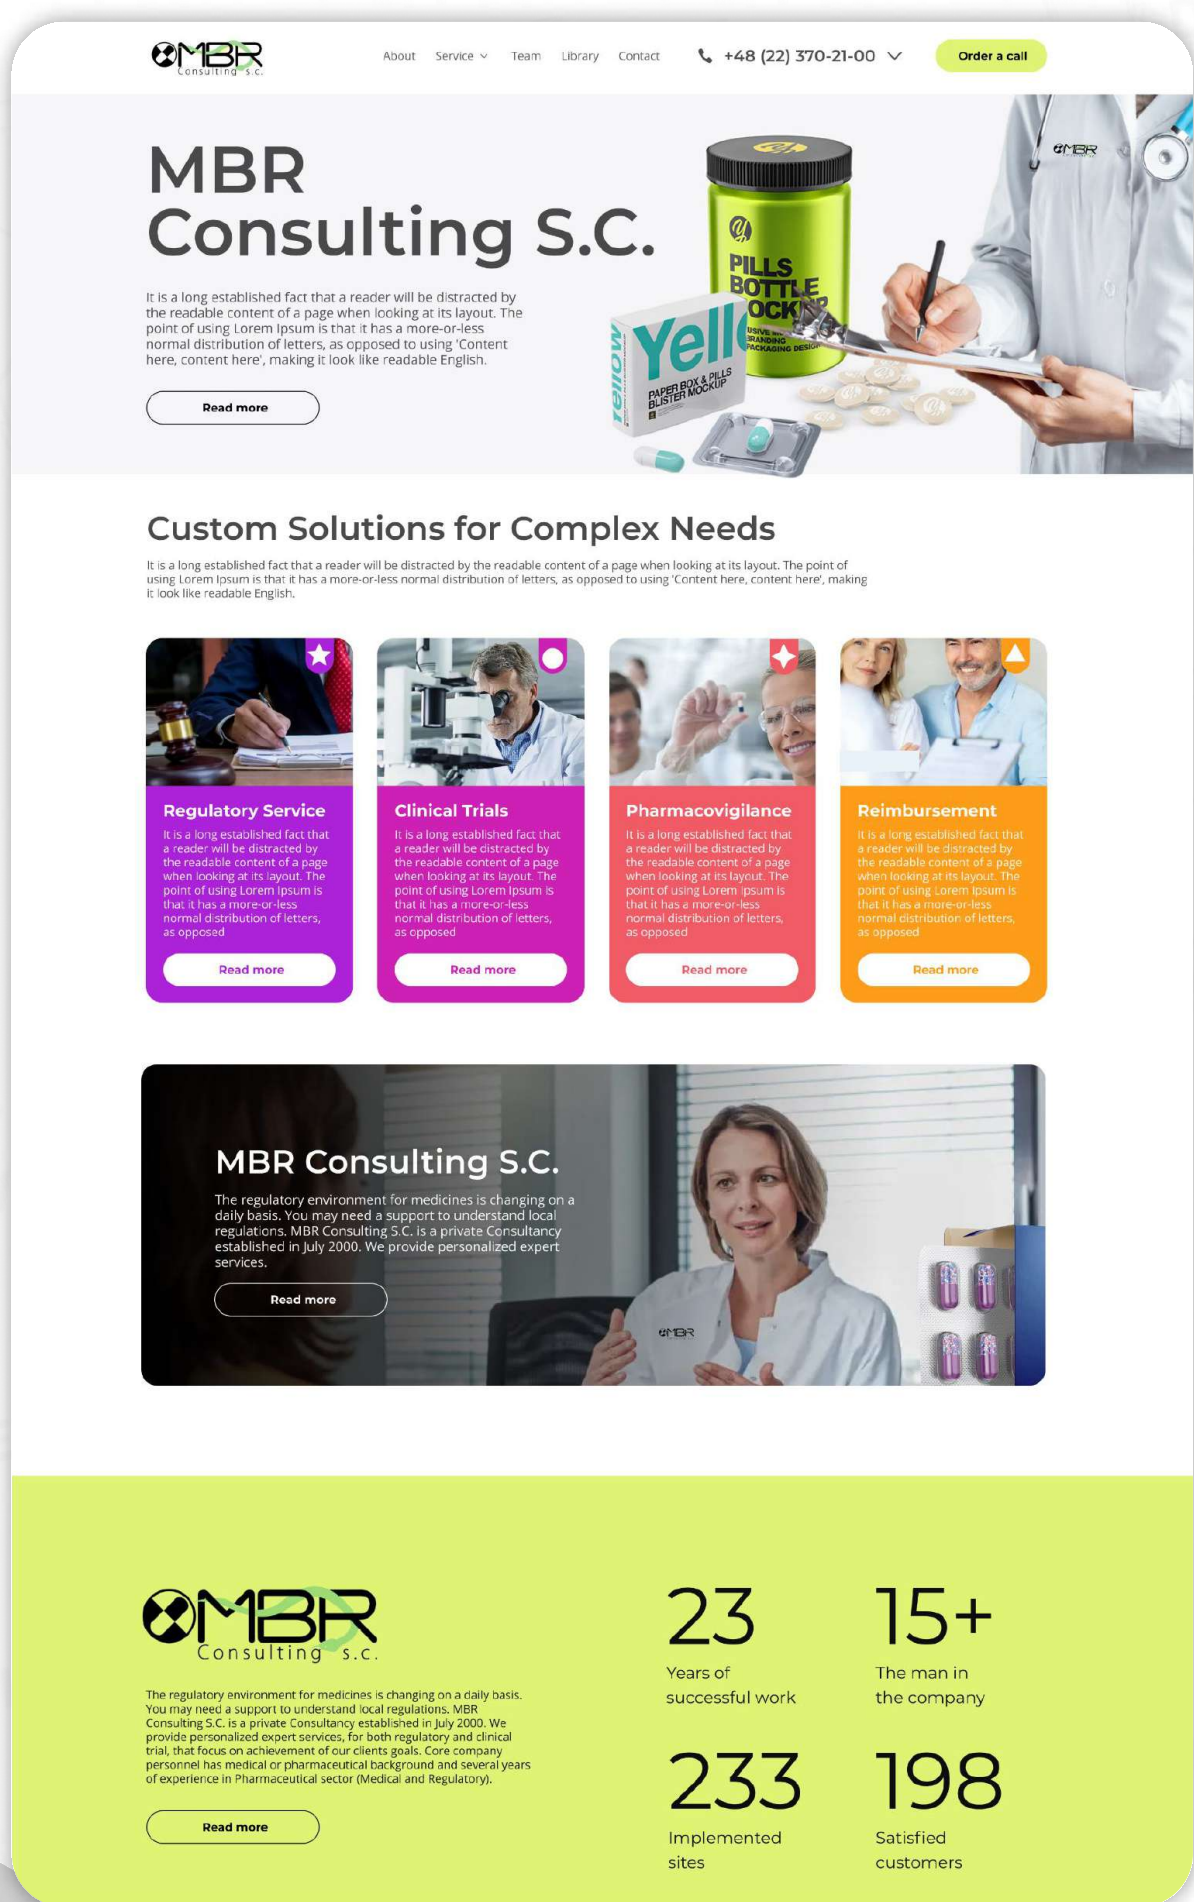 MBR
Consulting s.c.
About Service Team Library Contact +48 (22) 370-21-00 Order a call
MBR
Consulting S.C.
It is a long established fact that a reader will be distracted by
the readable content of a page when looking at its layout. The
point of using Lorem Ipsum is that it has a more-or-less
normal distribution of letters, as opposed to using 'Content
here, content here', making it look like readable English.
Read more
MBR
PILLS
BOTTLE
BRANDING
PACKAGING DESIGN
Yellow
PAPER BOX & PILLS
BLISTER MOCKUP
Custom Solutions for Complex Needs
It is a long established fact that a reader will be distracted by the readable content of a page when looking at its layout. The point of
using Lorem Ipsum is that it has a more-or-less normal distribution of letters, as opposed to using 'Content here, content here', making
it look like readable English.
Regulatory Service
It is a long established fact that
a reader will be distracted by
the readable content of a page
when looking at its layout. The
point of using Lorem Ipsum is
that it has a more-or-less
normal distribution of letters,
as opposed
Read more
Clinical Trials
It is a long established fact that
a reader will be distracted by
the readable content of a page
when looking at its layout. The
point of using Lorem Ipsum is
that it has a more-or-less
normal distribution of letters,
as opposed
Read more
Pharmacovigilance
It is a long established fact that
a reader will be distracted by
the readable content of a page
when looking at its layout. The
point of using Lorem Ipsum is
that it has a more-or-less
normal distribution of letters,
as opposed
Read more
Reimbursement
It is a long established fact that
a reader will be distracted by
the readable content of a page
when looking at its layout. The
point of using Lorem Ipsum is
that it has a more-or-less
normal distribution of letters,
as opposed
Read more
MBR Consulting S.C.
The regulatory environment for medicines is changing on a
daily basis. You may need a support to understand local
regulations. MBR Consulting S.C. is a private Consultancy
established in July 2000. We provide personalized expert
services.
Read more
MBR
MBR
Consulting s.c.
The regulatory environment for medicines is changing on a daily basis.
You may need a support to understand local regulations. MBR
Consulting S.C. is a private Consultancy established in July 2000. We
provide personalized expert services, for both regulatory and clinical
trial, that focus on achievement of our clients goals. Core company
personnel has medical or pharmaceutical background and several years
of experience in Pharmaceutical sector (Medical and Regulatory).
Read more
23
Years of
successful work
15+
The man in
the company
233
Implemented
sites
198
Satisfied
customers